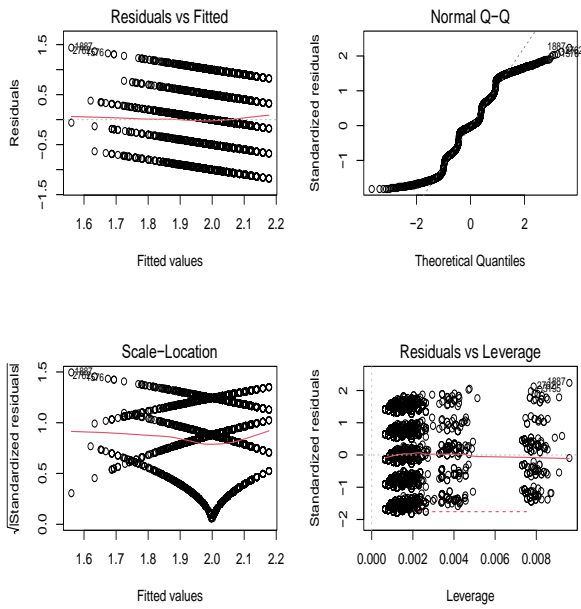 Residuals vs Fitted
Residuals
−1.5
−0.5
0.5
1.5
1.6 1.7 1.8 1.9 2.0 2.1 2.2
Fitted values
1887
Normal Q−Q
Standardized residuals
−1
0
1
2
−2 0 2
Theoretical Quantiles
1887
Scale−Location
√|Standardized residuals|
0.0
0.5
1.0
1.5
1.6 1.7 1.8 1.9 2.0 2.1 2.2
Fitted values
1887
Residuals vs Leverage
Standardized residuals
−2
−1
0
1
2
0.000 0.002 0.004 0.006 0.008
Leverage
1887